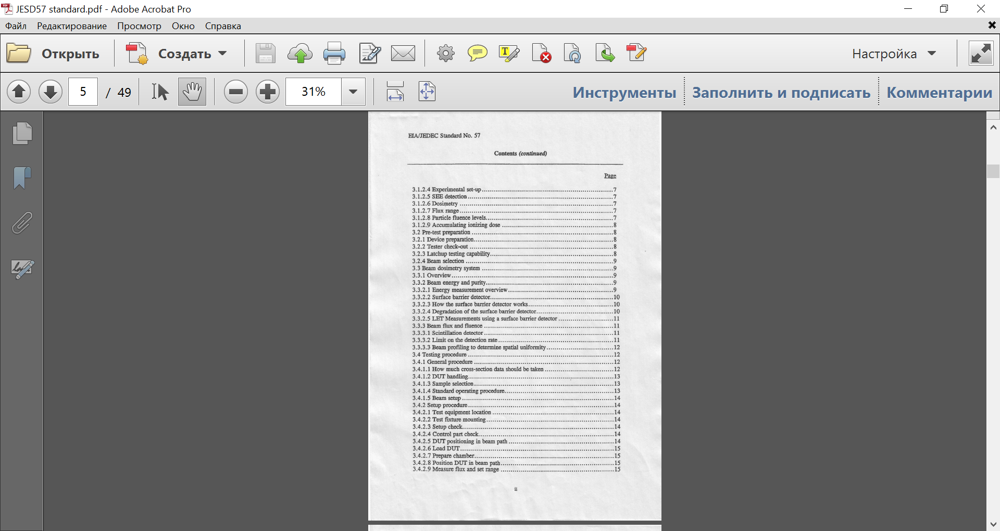 JESD57 standard.pdf - Adobe Acrobat Pro
Файл Редактирование Просмотр Окно Справка
Открыть Создать Настройка
5 / 49 31% Инструменты Заполнить и подписать Комментарии
EIA/JEDEC Standard No. 57
Contents (continued)
Page
3.1.2.4 Experimental set-up 7
3.1.2.5 SEE detection 7
3.1.2.6 Dosimetry 7
3.1.2.7 Flux range 7
3.1.2.8 Particle fluence levels 7
3.1.2.9 Accumulating ionizing dose 8
3.2 Pre-test preparation 8
3.2.1 Device preparation 8
3.2.2 Tester check-out 8
3.2.3 Latchup testing capability 8
3.2.4 Beam selection 9
3.3 Beam dosimetry system 9
3.3.1 Overview 9
3.3.2 Beam energy and purity 9
3.3.2.1 Energy measurement overview 9
3.3.2.2 Surface barrier detector 10
3.3.2.3 How the surface barrier detector works 10
3.3.2.4 Degradation of the surface barrier detector 10
3.3.2.5 LET Measurements using a surface barrier detector 11
3.3.3 Beam flux and fluence 11
3.3.3.1 Scintillation detector 11
3.3.3.2 Limit on the detection rate 11
3.3.3.3 Beam profiling to determine spatial uniformity 12
3.4 Testing procedure 12
3.4.1 General procedure 12
3.4.1.1 How much cross-section data should be taken 12
3.4.1.2 DUT handling 13
3.4.1.3 Sample selection 13
3.4.1.4 Standard operating procedure 13
3.4.1.5 Beam setup 14
3.4.2 Setup procedure 14
3.4.2.1 Test equipment location 14
3.4.2.2 Test fixture mounting 14
3.4.2.3 Setup check 14
3.4.2.4 Control part check 14
3.4.2.5 DUT positioning in beam path 14
3.4.2.6 Load DUT 15
3.4.2.7 Prepare chamber 15
3.4.2.8 Position DUT in beam path 15
3.4.2.9 Measure flux and set range 15
ii